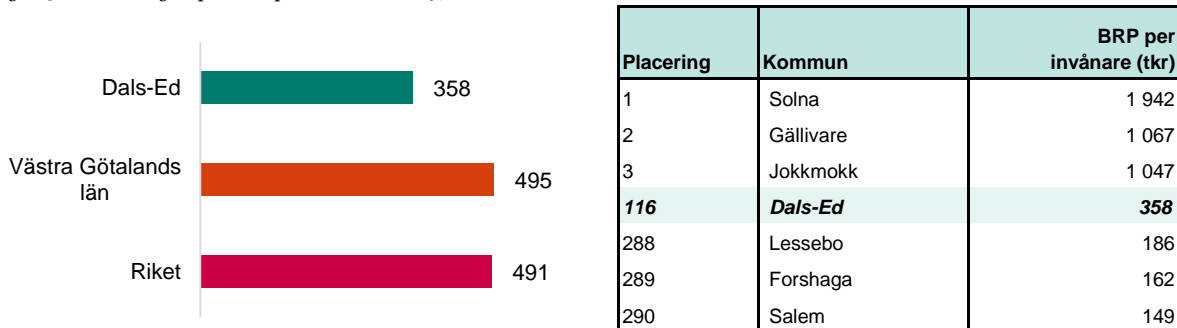 Dals-Ed
358
Västra Götalands
län
495
Riket
491
BRP per
Placering Kommun invånare (tkr)
1 Solna 1 942
2 Gällivare 1 067
3 Jokkmokk 1 047
116 Dals-Ed 358
288 Lessebo 186
289 Forshaga 162
290 Salem 149